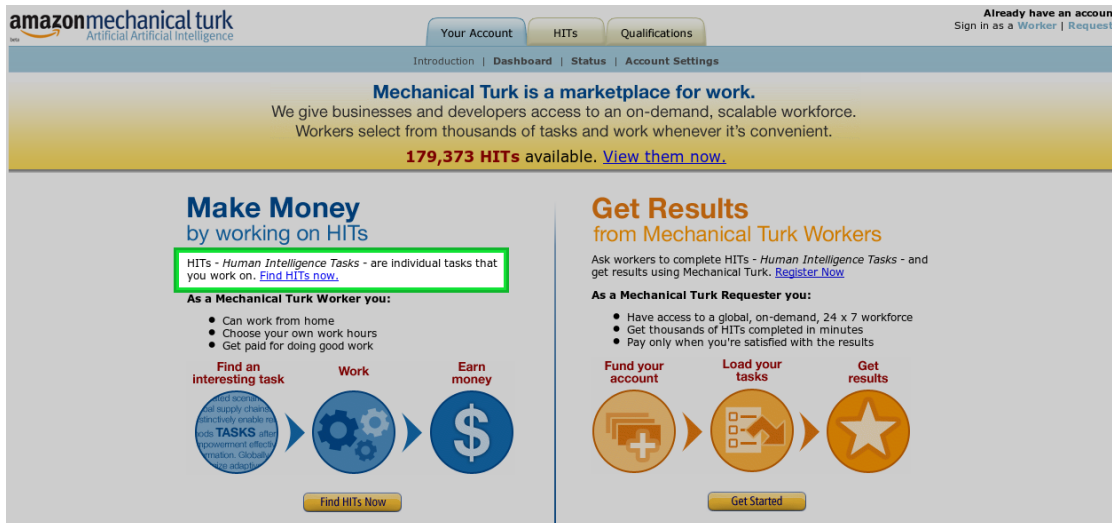 amazonmechanical turk
beta
Artificial Artificial Intelligence
Your Account
HITs
Qualifications
Already have an accoun
Sign in as a Worker | Request
Introduction | Dashboard | Status | Account Settings
Mechanical Turk is a marketplace for work.
We give businesses and developers access to an on-demand, scalable workforce.
Workers select from thousands of tasks and work whenever it's convenient.
179,373 HITs available. View them now.
Make Money
by working on HITs
HITs - Human Intelligence Tasks - are individual tasks that
you work on. Find HITs now.
As a Mechanical Turk Worker you:
• Can work from home
• Choose your own work hours
• Get paid for doing good work
Find an
interesting task
Work
Earn
money
TASKS
$
Find HITs Now
Get Results
from Mechanical Turk Workers
Ask workers to complete HITs - Human Intelligence Tasks - and
get results using Mechanical Turk. Register Now
As a Mechanical Turk Requester you:
• Have access to a global, on-demand, 24 x 7 workforce
• Get thousands of HITs completed in minutes
• Pay only when you're satisfied with the results
Fund your
account
Load your
tasks
Get
results
Get Started